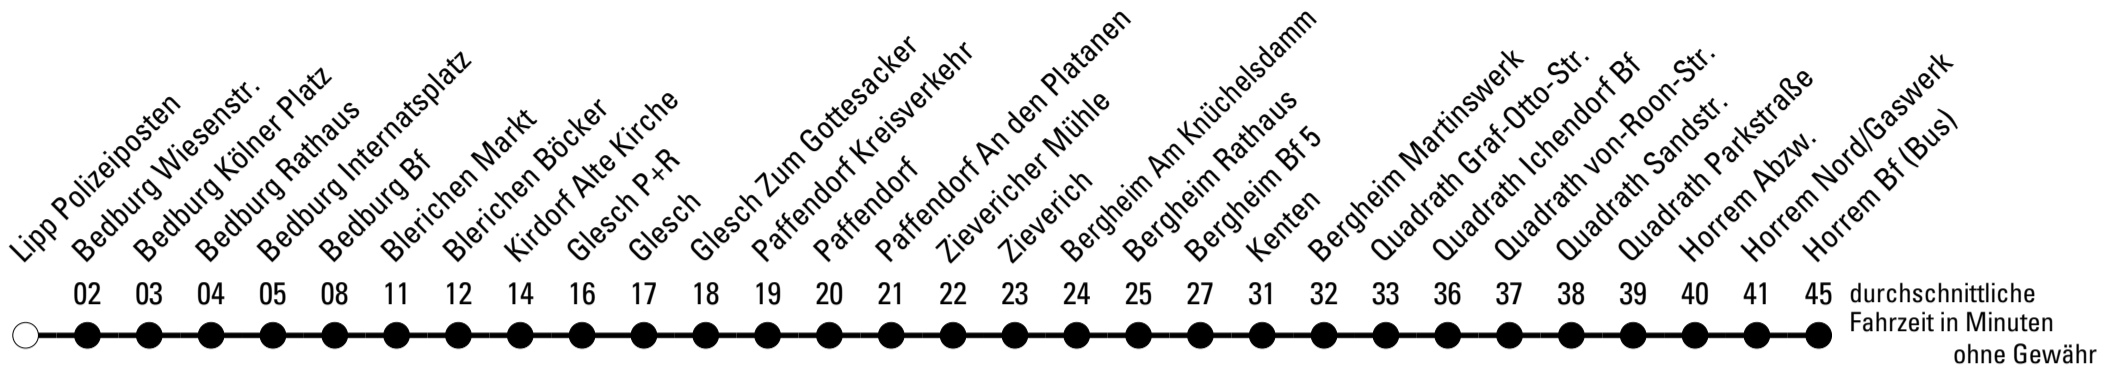 Lipp Polizeiposten
Bedburg Wiesenstr.
Bedburg Kölner Platz
Bedburg Rathaus
Bedburg Internatsplatz
Bedburg Bf
Blerichen Markt
Blerichen Böcker
Kirdorf Alte Kirche
Glesch P+R
Glesch
Glesch Zum Gottesacker
Paffendorf Kreisverkehr
Paffendorf
Paffendorf An den Platanen
Zievericher Mühle
Zieverich
Bergheim Am Knüchelsdamm
Bergheim Rathaus
Bergheim Bf 5
Kenten
Bergheim Martinswerk
Quadrath Graf-Otto-Str.
Quadrath Ichendorf Bf
Quadrath von-Roon-Str.
Quadrath Sandstr.
Quadrath Parkstraße
Horrem Abzw.
Horrem Nord/Gaswerk
Horrem Bf (Bus)
02 03 04 05 08 11 12 14 16 17 18 19 20 21 22 23 24 25 27 31 32 33 36 37 38 39 40 41 45 durchschnittliche
Fahrzeit in Minuten
ohne Gewähr